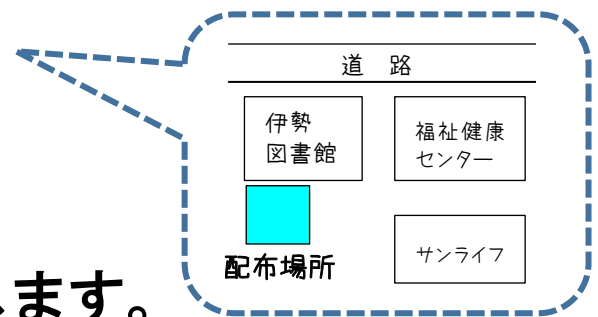 道 路
伊勢
図書館
福祉健康
センター
配布場所
サンライフ
ます。